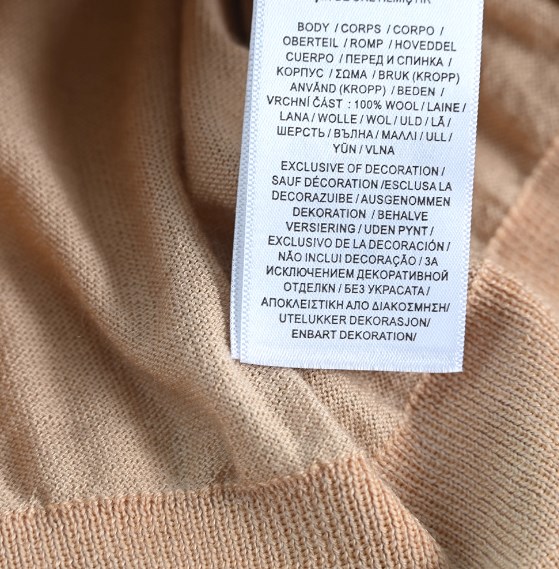 BODY / CORPS / CORPO /
OBERTEIL / ROMP / HOVEDDEL
CUERPO / ПЕРЕД И СПИНКА /
КОРПУС / ΣΩΜΑ / BRUK (KROPP)
ANVÄND (KROPP) / BEDEN /
VRCHNÍ ČÁST : 100% WOOL / LAINE /
LANA / WOLLE / WOL / ULD / LÃ /
ШЕРСТЬ / ВЪЛНА / ΜΑΛΛΙ / ULL /
YÜN / VLNA
EXCLUSIVE OF DECORATION /
SAUF DÉCORATION /ESCLUSA LA
DECORAZUIBE / AUSGENOMMEN
DEKORATION / BEHALVE
VERSIERING / UDEN PYNT /
EXCLUSIVO DE LA DECORACIÓN /
NÃO INCLUI DECORAÇÃO / ЗА
ИСКЛЮЧЕНИЕМ ДЕКОРАТИВНОЙ
ОТДЕЛКН / БЕЗ УКРАСАТА /
ΑΠΟΚΛΕΙΣΤΙΚΗ ΑΛΟ ΔΙΑΚΟΣΜΗΣΗ/
UTELUKKER DEKORASJON/
ENBART DEKORATION/